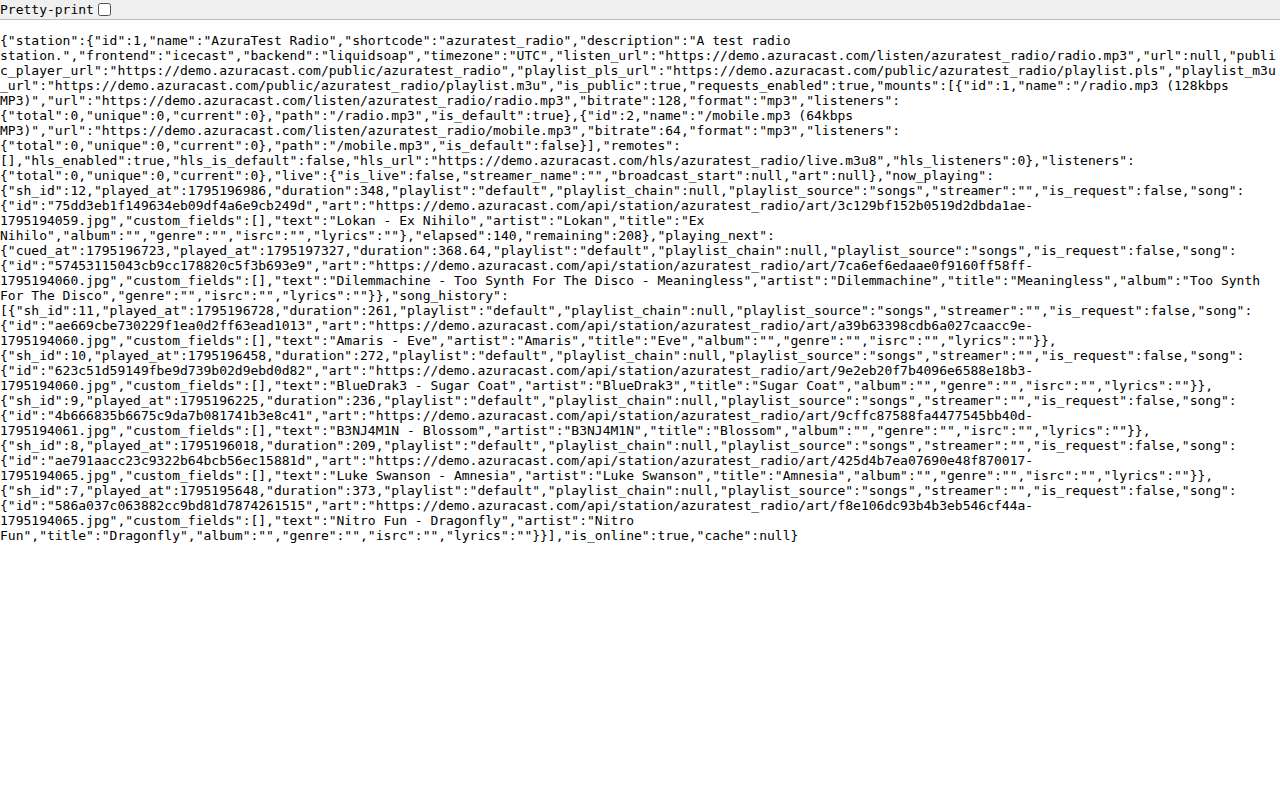 Pretty-print
{"station":{"id":1,"name":"AzuraTest Radio","shortcode":"azuratest_radio","description":"A test radio
station.","frontend":"icecast","backend":"liquidsoap","timezone":"UTC","listen_url":"https://demo.azuracast.com/listen/azuratest_radio/radio.mp3","url":null,"publi
c_player_url":"https://demo.azuracast.com/public/azuratest_radio","playlist_pls_url":"https://demo.azuracast.com/public/azuratest_radio/playlist.pls","playlist_m3u
_url":"https://demo.azuracast.com/public/azuratest_radio/playlist.m3u","is_public":true,"requests_enabled":true,"mounts":[{"id":1,"name":"/radio.mp3 (128kbps
MP3)","url":"https://demo.azuracast.com/listen/azuratest_radio/radio.mp3","bitrate":128,"format":"mp3","listeners":
{"total":0,"unique":0,"current":0},"path":"/radio.mp3","is_default":true},{"id":2,"name":"/mobile.mp3 (64kbps
MP3)","url":"https://demo.azuracast.com/listen/azuratest_radio/mobile.mp3","bitrate":64,"format":"mp3","listeners":
{"total":0,"unique":0,"current":0},"path":"/mobile.mp3","is_default":false}],"remotes":
[],"hls_enabled":true,"hls_is_default":false,"hls_url":"https://demo.azuracast.com/hls/azuratest_radio/live.m3u8","hls_listeners":0},"listeners":
{"total":0,"unique":0,"current":0},"live":{"is_live":false,"streamer_name":"","broadcast_start":null,"art":null},"now_playing":
{"sh_id":12,"played_at":1795196986,"duration":348,"playlist":"default","playlist_chain":null,"playlist_source":"songs","streamer":"","is_request":false,"song":
{"id":"75dd3eb1f149634eb09df4a6e9cb249d","art":"https://demo.azuracast.com/api/station/azuratest_radio/art/3c129bf152b0519d2dbda1ae-
1795194059.jpg","custom_fields":[],"text":"Lokan - Ex Nihilo","artist":"Lokan","title":"Ex
Nihilo","album":"","genre":"","isrc":"","lyrics":""},"elapsed":140,"remaining":208},"playing_next":
{"cued_at":1795196723,"played_at":1795197327,"duration":368.64,"playlist":"default","playlist_chain":null,"playlist_source":"songs","is_request":false,"song":
{"id":"57453115043cb9cc178820c5f3b693e9","art":"https://demo.azuracast.com/api/station/azuratest_radio/art/7ca6ef6edaae0f9160ff58ff-
1795194060.jpg","custom_fields":[],"text":"Dilemmachine - Too Synth For The Disco - Meaningless","artist":"Dilemmachine","title":"Meaningless","album":"Too Synth
For The Disco","genre":"","isrc":"","lyrics":""}},"song_history":
[{"sh_id":11,"played_at":1795196728,"duration":261,"playlist":"default","playlist_chain":null,"playlist_source":"songs","streamer":"","is_request":false,"song":
{"id":"ae669cbe730229f1ea0d2ff63ead1013","art":"https://demo.azuracast.com/api/station/azuratest_radio/art/a39b63398cdb6a027caacc9e-
1795194060.jpg","custom_fields":[],"text":"Amaris - Eve","artist":"Amaris","title":"Eve","album":"","genre":"","isrc":"","lyrics":""}},
{"sh_id":10,"played_at":1795196458,"duration":272,"playlist":"default","playlist_chain":null,"playlist_source":"songs","streamer":"","is_request":false,"song":
{"id":"623c51d59149fbe9d739b02d9ebd0d82","art":"https://demo.azuracast.com/api/station/azuratest_radio/art/9e2eb20f7b4096e6588e18b3-
1795194060.jpg","custom_fields":[],"text":"BlueDrak3 - Sugar Coat","artist":"BlueDrak3","title":"Sugar Coat","album":"","genre":"","isrc":"","lyrics":""}},
{"sh_id":9,"played_at":1795196225,"duration":236,"playlist":"default","playlist_chain":null,"playlist_source":"songs","streamer":"","is_request":false,"song":
{"id":"4b666835b6675c9da7b081741b3e8c41","art":"https://demo.azuracast.com/api/station/azuratest_radio/art/9cffc87588fa4477545bb40d-
1795194061.jpg","custom_fields":[],"text":"B3NJ4M1N - Blossom","artist":"B3NJ4M1N","title":"Blossom","album":"","genre":"","isrc":"","lyrics":""}},
{"sh_id":8,"played_at":1795196018,"duration":209,"playlist":"default","playlist_chain":null,"playlist_source":"songs","streamer":"","is_request":false,"song":
{"id":"ae791aacc23c9322b64bcb56ec15881d","art":"https://demo.azuracast.com/api/station/azuratest_radio/art/425d4b7ea07690e48f870017-
1795194065.jpg","custom_fields":[],"text":"Luke Swanson - Amnesia","artist":"Luke Swanson","title":"Amnesia","album":"","genre":"","isrc":"","lyrics":""}},
{"sh_id":7,"played_at":1795195648,"duration":373,"playlist":"default","playlist_chain":null,"playlist_source":"songs","streamer":"","is_request":false,"song":
{"id":"586a037c063882cc9bd81d7874261515","art":"https://demo.azuracast.com/api/station/azuratest_radio/art/f8e106dc93b4b3eb546cf44a-
1795194065.jpg","custom_fields":[],"text":"Nitro Fun - Dragonfly","artist":"Nitro
Fun","title":"Dragonfly","album":"","genre":"","isrc":"","lyrics":""}}],"is_online":true,"cache":null}